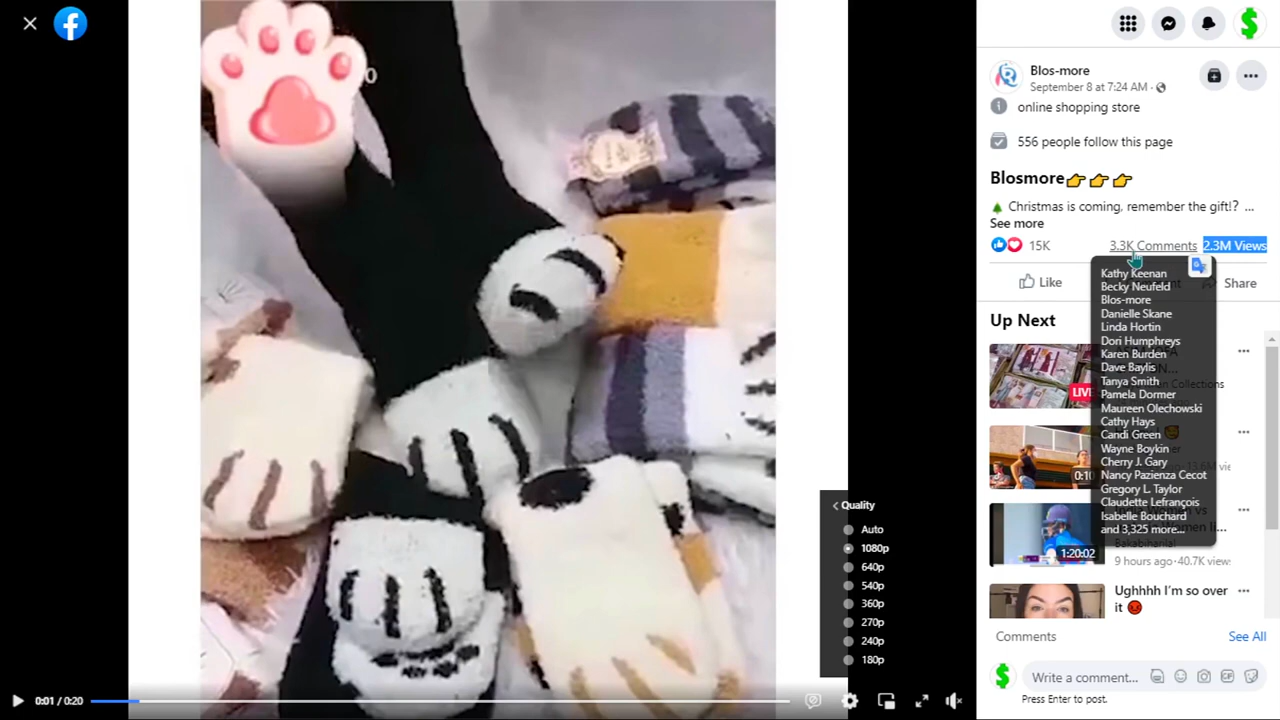 Blos-more
September 8 at 7:24 AM ·
online shopping store
556 people follow this page
Blosmore👉👉👉
🌲 Christmas is coming, remember the gift!? ...
See more
15K 3.3K Comments 2.3M Views
Like Share
Kathy Keenan
Becky Neufeld
Blos-more
Danielle Skane
Linda Hortin
Dori Humphreys
Karen Burden
Dave Baylis
Tanya Smith
Pamela Dormer
Maureen Olechowski
Cathy Hays
Candi Green
Wayne Boykin
Cherry J. Gary
Nancy Pazienza Cecot
Gregory L. Taylor
Claudette Lefrançois
Isabelle Bouchard
and 3,325 more...
Up Next
LIVE
Collections
0:10
1:20:02
9 hours ago · 40.7K views
Ughhhh I'm so over
it 😡
Comments See All
Write a comment...
Press Enter to post.
Quality
Auto
1080p
640p
540p
360p
270p
240p
180p
0:01 / 0:20